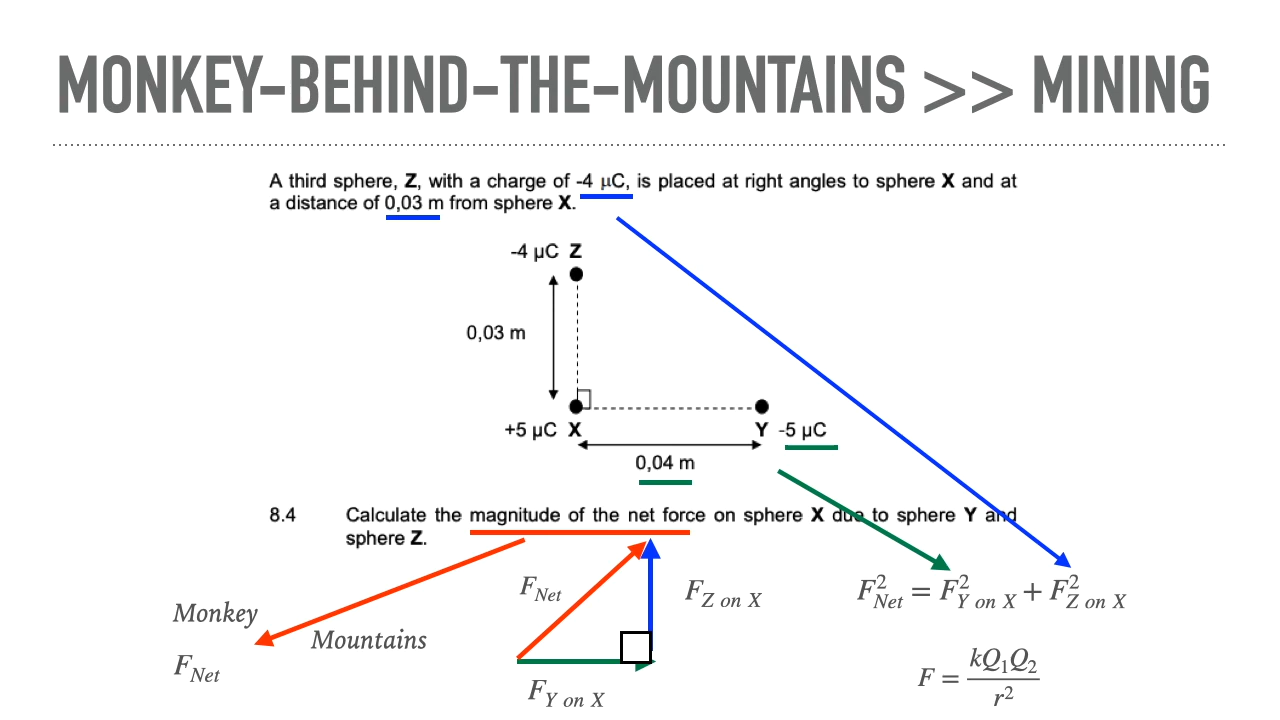 MONKEY-BEHIND-THE-MOUNTAINS >> MINING
A third sphere, Z, with a charge of -4 µC, is placed at right angles to sphere X and at
a distance of 0,03 m from sphere X.
-4 µC Z
0,03 m
+5 µC X
Y -5 µC
0,04 m
8.4 Calculate the magnitude of the net force on sphere X due to sphere Y and
sphere Z.
F_Net
F_Z on X
F²_Net = F²_Y on X + F²_Z on X
Monkey
Mountains
F_Net
F_Y on X
F = kQ₁Q₂/r²